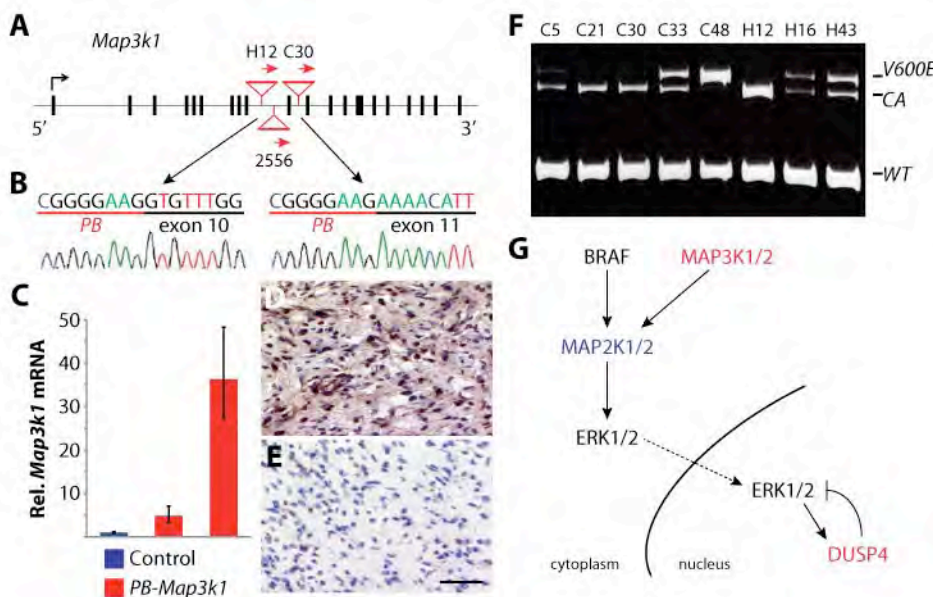 A
Map3k1
H12 C30
5’ 3’
2556
B
CGGGGAAGGTGTTTGG CGGGGAAGAAAACATT
PB exon 10 PB exon 11
C
Rel. Map3k1 mRNA
50
40
30
20
10
Control
PB-Map3k1
D
E
F
C5 C21 C30 C33 C48 H12 H16 H43
V600E
CA
WT
G
BRAF MAP3K1/2
MAP2K1/2
ERK1/2
ERK1/2
DUSP4
cytoplasm nucleus